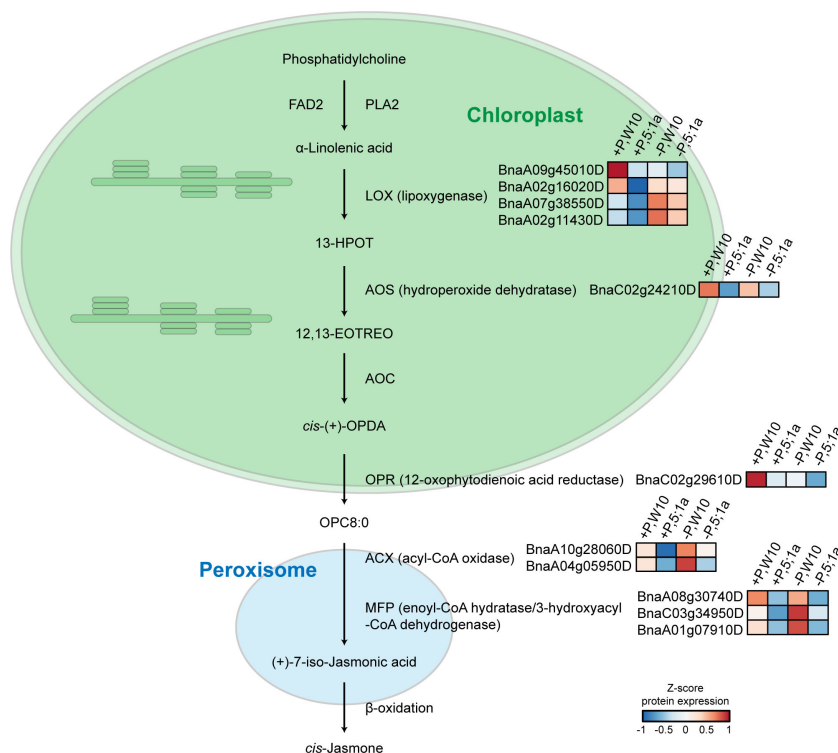 Phosphatidylcholine
FAD2 PLA2
Chloroplast
α-Linolenic acid
+P,W10 +P,5;1a -P,W10 -P,5;1a
LOX (lipoxygenase)
BnaA09g45010D
BnaA02g16020D
BnaA07g38550D
BnaA02g11430D
13-HPOT
+P,W10 +P,5;1a -P,W10 -P,5;1a
AOS (hydroperoxide dehydratase) BnaC02g24210D
12,13-EOTREO
AOC
cis-(+)-OPDA
+P,W10 +P,5;1a -P,W10 -P,5;1a
OPR (12-oxophytodienoic acid reductase) BnaC02g29610D
OPC8:0
+P,W10 +P,5;1a -P,W10 -P,5;1a
Peroxisome
ACX (acyl-CoA oxidase)
BnaA10g28060D
BnaA04g05950D
+P,W10 +P,5;1a -P,W10 -P,5;1a
MFP (enoyl-CoA hydratase/3-hydroxyacyl
-CoA dehydrogenase)
BnaA08g30740D
BnaC03g34950D
BnaA01g07910D
(+)-7-iso-Jasmonic acid
β-oxidation
cis-Jasmone
Z-score
protein expression
-1 -0.5 0 0.5 1